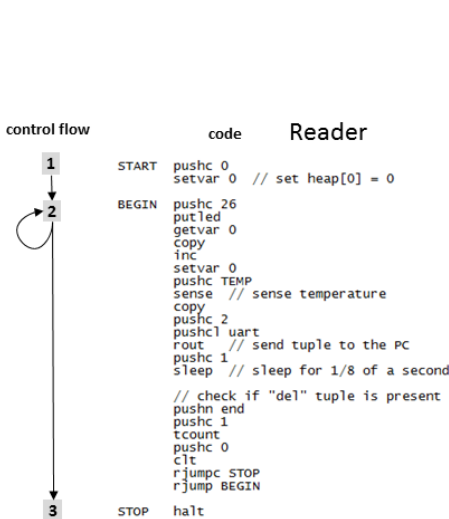 control flow code Reader
1 START pushc 0
setvar 0 // set heap[0] = 0
2 BEGIN pushc 26
putled
getvar 0
copy
inc
setvar 0
pushc TEMP
sense // sense temperature
copy
pushc 2
pushcl uart
rout // send tuple to the PC
pushc 1
sleep // sleep for 1/8 of a second
// check if "del" tuple is present
pushn end
pushc 1
tcount
pushc 0
clt
rjumpc STOP
rjump BEGIN
3 STOP halt